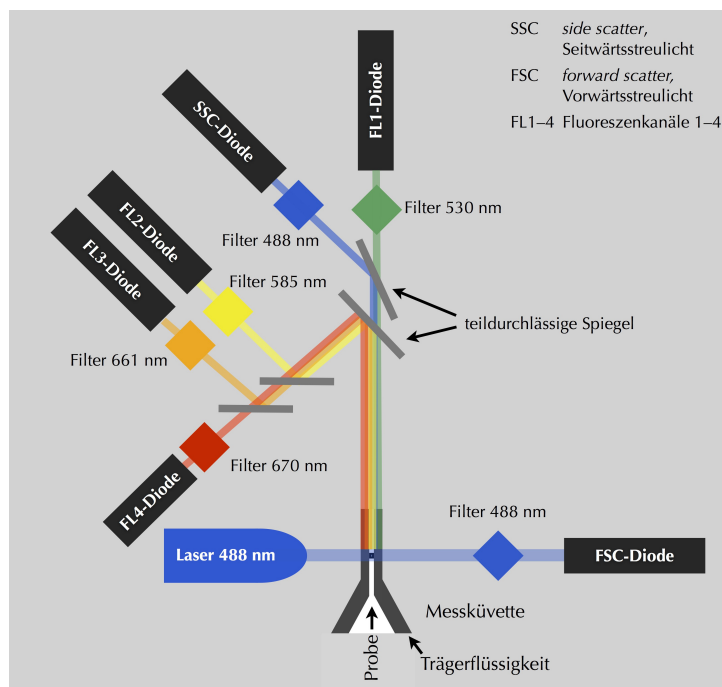 SSC side scatter,
Seitwärtsstreulicht
FSC forward scatter,
Vorwärtsstreulicht
FL1–4 Fluoreszenkanäle 1–4
FL1-Diode
SSC-Diode
FL2-Diode
FL3-Diode
Filter 530 nm
Filter 488 nm
Filter 585 nm
teildurchlässige Spiegel
Filter 661 nm
Filter 670 nm
FL4-Diode
Filter 488 nm
Laser 488 nm
FSC-Diode
Messküvette
Probe
Trägerflüssigkeit